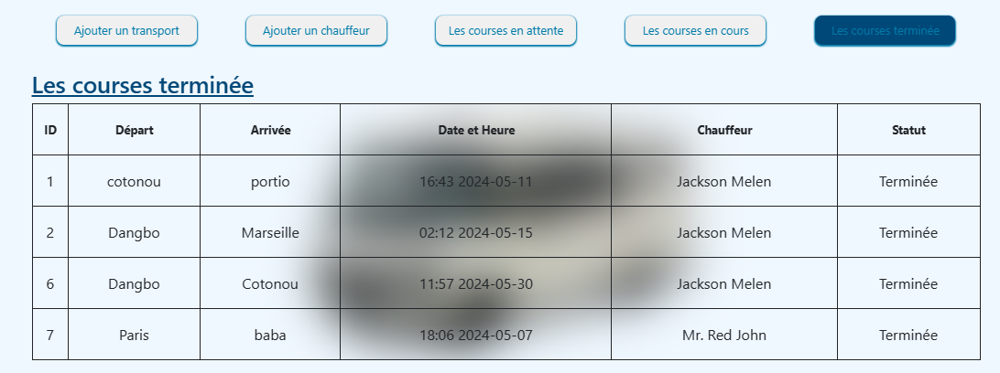 Ajouter un transport Ajouter un chauffeur Les courses en attente Les courses en cours Les courses terminée
Les courses terminée
ID Départ Arrivée Date et Heure Chauffeur Statut
1 cotonou portio 16:43 2024-05-11 Jackson Melen Terminée
2 Dangbo Marseille 02:12 2024-05-15 Jackson Melen Terminée
6 Dangbo Cotonou 11:57 2024-05-30 Jackson Melen Terminée
7 Paris baba 18:06 2024-05-07 Mr. Red John Terminée